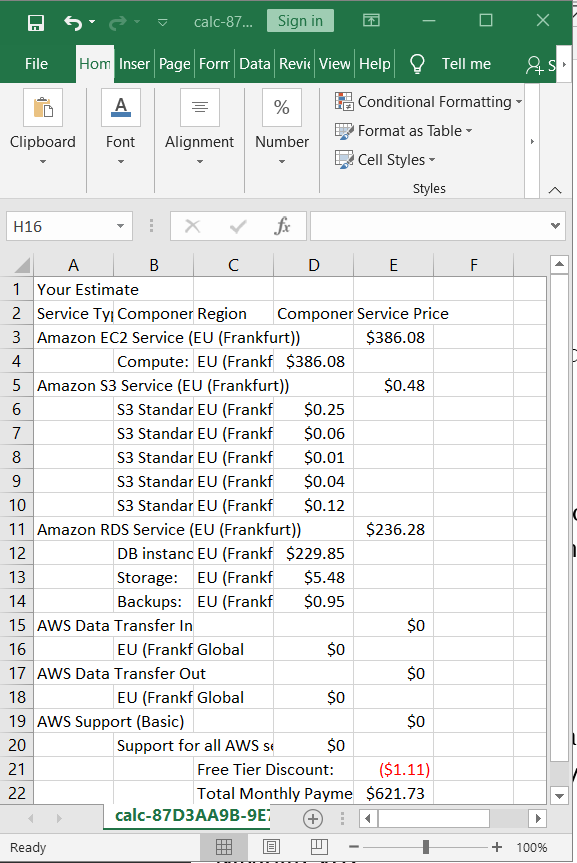 calc-87... Sign in
File Hom Inser Page Forr Data Revie View Help Tell me S
Clipboard Font Alignment Number
A %
Conditional Formatting
Format as Table
Cell Styles
Styles
H16 fx
A B C D E F
1 Your Estimate
2 Service Typ Componen Region Componen Service Price
3 Amazon EC2 Service (EU (Frankfurt)) $386.08
4 Compute: EU (Frankf $386.08
5 Amazon S3 Service (EU (Frankfurt)) $0.48
6 S3 Standar EU (Frankf $0.25
7 S3 Standar EU (Frankf $0.06
8 S3 Standar EU (Frankf $0.01
9 S3 Standar EU (Frankf $0.04
10 S3 Standar EU (Frankf $0.12
11 Amazon RDS Service (EU (Frankfurt)) $236.28
12 DB instanc EU (Frankf $229.85
13 Storage: EU (Frankf $5.48
14 Backups: EU (Frankf $0.95
15 AWS Data Transfer In $0
16 EU (Frankf Global $0
17 AWS Data Transfer Out $0
18 EU (Frankf Global $0
19 AWS Support (Basic) $0
20 Support for all AWS se $0
21 Free Tier Discount: ($1.11)
22 Total Monthly Payme $621.73
calc-87D3AA9B-9E7
Ready 100%